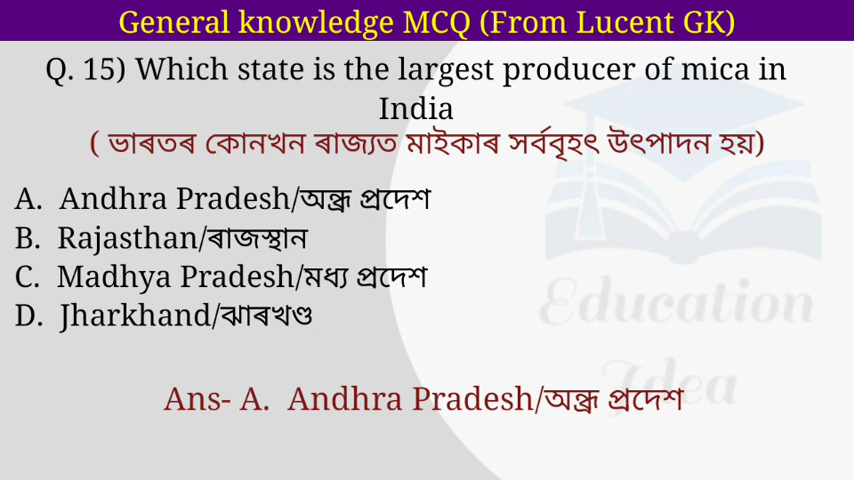 General knowledge MCQ (From Lucent GK)
Q. 15) Which state is the largest producer of mica in
India
( ভাৰতৰ কোনখন ৰাজ্যত মাইকাৰ সৰ্ববৃহৎ উৎপাদন হয়)
A. Andhra Pradesh/অন্ধ্ৰ প্ৰদেশ
B. Rajasthan/ৰাজস্থান
C. Madhya Pradesh/মধ্য প্ৰদেশ
D. Jharkhand/ঝাৰখণ্ড
Education
Idea
Ans- A. Andhra Pradesh/অন্ধ্ৰ প্ৰদেশ